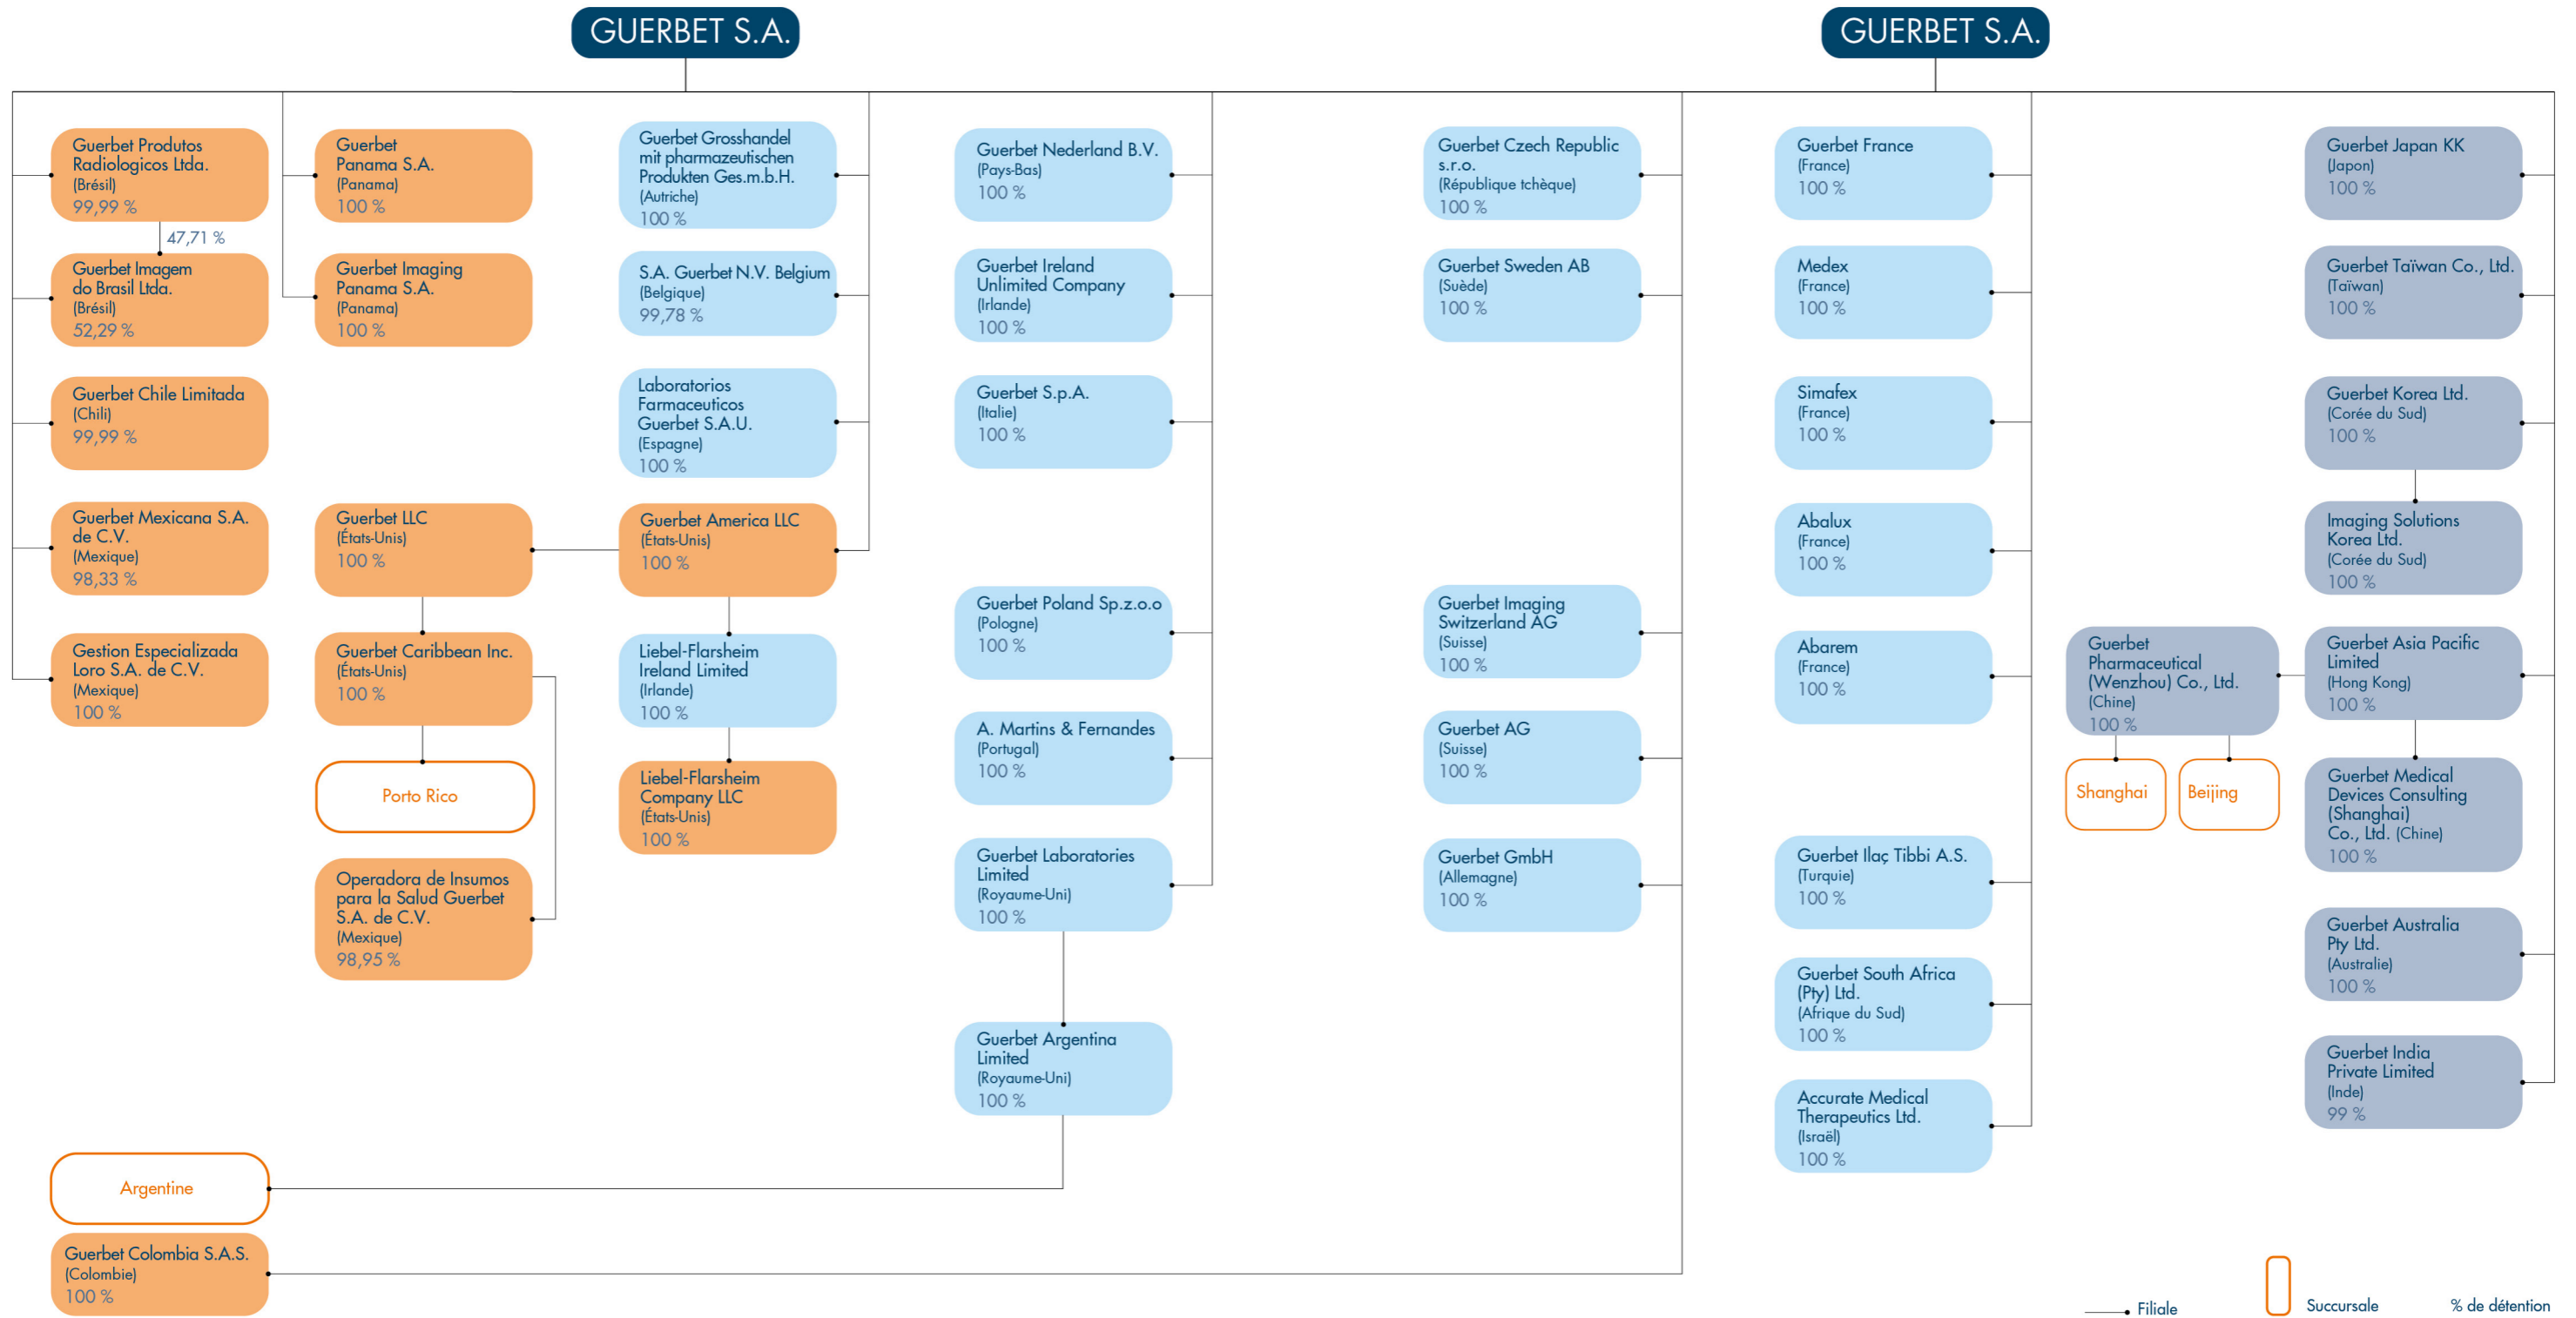 GUERBET S.A.
GUERBET S.A.
Guerbet Produtos
Radiologicos Ltda.
(Brésil)
99,99 %
47,71 %
Guerbet Imagem
do Brasil Ltda.
(Brésil)
52,29 %
Guerbet Chile Limitada
(Chili)
99,99 %
Guerbet Mexicana S.A.
de C.V.
(Mexique)
98,33 %
Gestion Especializada
Loro S.A. de C.V.
(Mexique)
100 %
Guerbet
Panama S.A.
(Panama)
100 %
Guerbet Imaging
Panama S.A.
(Panama)
100 %
Guerbet LLC
(États-Unis)
100 %
Guerbet Caribbean Inc.
(États-Unis)
100 %
Porto Rico
Operadora de Insumos
para la Salud Guerbet
S.A. de C.V.
(Mexique)
98,95 %
Guerbet Grosshandel
mit pharmazeutischen
Produkten Ges.m.b.H.
(Autriche)
100 %
S.A. Guerbet N.V. Belgium
(Belgique)
99,78 %
Laboratorios
Farmaceuticos
Guerbet S.A.U.
(Espagne)
100 %
Guerbet America LLC
(États-Unis)
100 %
Liebel-Flarsheim
Ireland Limited
(Irlande)
100 %
Liebel-Flarsheim
Company LLC
(États-Unis)
100 %
Guerbet Nederland B.V.
(Pays-Bas)
100 %
Guerbet Ireland
Unlimited Company
(Irlande)
100 %
Guerbet S.p.A.
(Italie)
100 %
Guerbet Poland Sp.z.o.o
(Pologne)
100 %
A. Martins & Fernandes
(Portugal)
100 %
Guerbet Laboratories
Limited
(Royaume-Uni)
100 %
Guerbet Argentina
Limited
(Royaume-Uni)
100 %
Argentine
Guerbet Colombia S.A.S.
(Colombie)
100 %
Guerbet Czech Republic
s.r.o.
(République tchèque)
100 %
Guerbet Sweden AB
(Suède)
100 %
Guerbet Imaging
Switzerland AG
(Suisse)
100 %
Guerbet AG
(Suisse)
100 %
Guerbet GmbH
(Allemagne)
100 %
Guerbet France
(France)
100 %
Medex
(France)
100 %
Simafex
(France)
100 %
Abalux
(France)
100 %
Abarem
(France)
100 %
Guerbet Ilaç Tibbi A.S.
(Turquie)
100 %
Guerbet South Africa
(Pty) Ltd.
(Afrique du Sud)
100 %
Accurate Medical
Therapeutics Ltd.
(Israël)
100 %
Guerbet Japan KK
(Japon)
100 %
Guerbet Taïwan Co., Ltd.
(Taïwan)
100 %
Guerbet Korea Ltd.
(Corée du Sud)
100 %
Imaging Solutions
Korea Ltd.
(Corée du Sud)
100 %
Guerbet
Pharmaceutical
(Wenzhou) Co., Ltd.
(Chine)
100 %
Shanghai
Beijing
Guerbet Asia Pacific
Limited
(Hong Kong)
100 %
Guerbet Medical
Devices Consulting
(Shanghai)
Co., Ltd. (Chine)
100 %
Guerbet Australia
Pty Ltd.
(Australie)
100 %
Guerbet India
Private Limited
(Inde)
99 %
Filiale
Succursale
% de détention